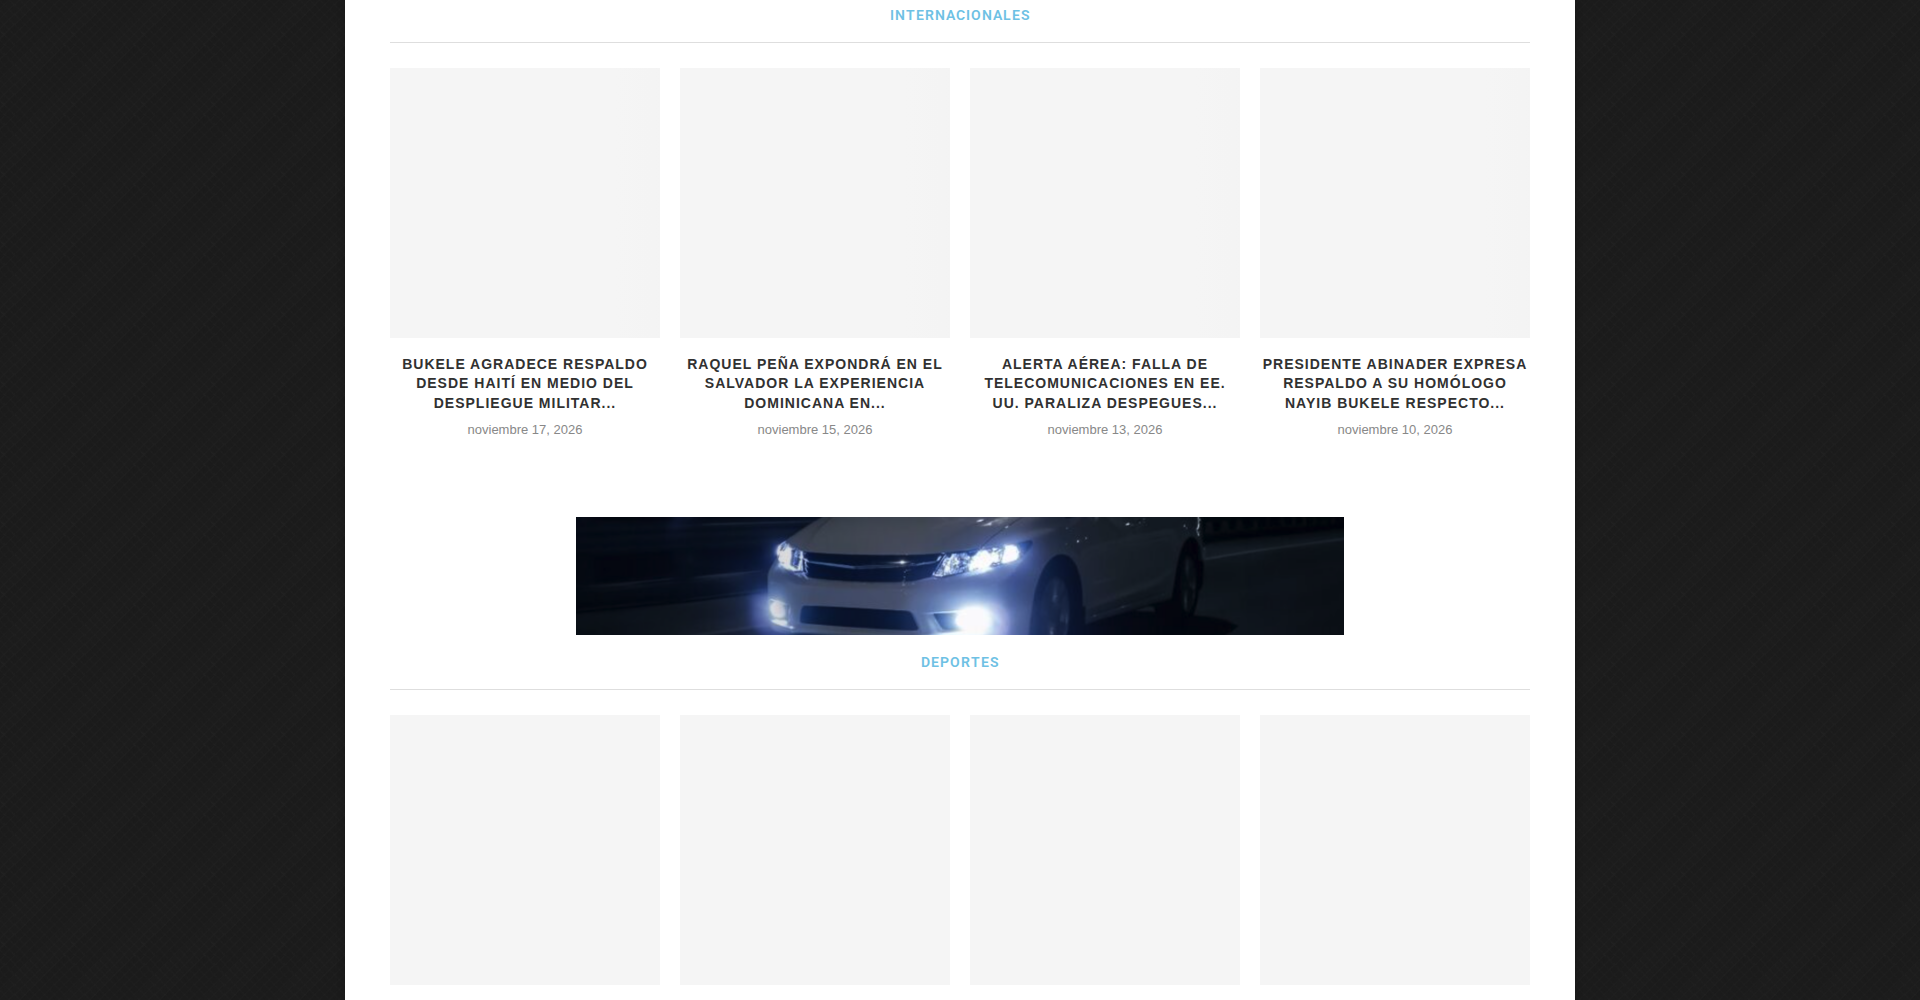 INTERNACIONALES
BUKELE AGRADECE RESPALDO
DESDE HAITÍ EN MEDIO DEL
DESPLIEGUE MILITAR...
noviembre 17, 2026
RAQUEL PEÑA EXPONDRÁ EN EL
SALVADOR LA EXPERIENCIA
DOMINICANA EN...
noviembre 15, 2026
ALERTA AÉREA: FALLA DE
TELECOMUNICACIONES EN EE.
UU. PARALIZA DESPEGUES...
noviembre 13, 2026
PRESIDENTE ABINADER EXPRESA
RESPALDO A SU HOMÓLOGO
NAYIB BUKELE RESPECTO...
noviembre 10, 2026
DEPORTES